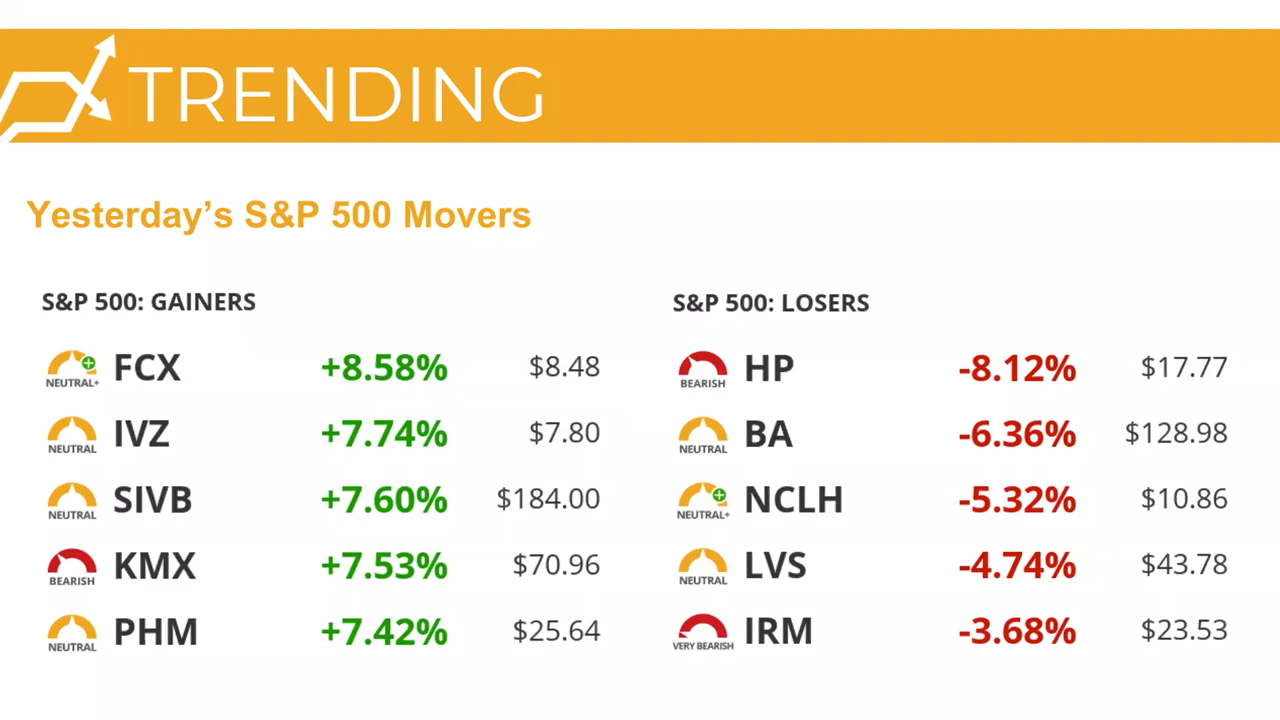 TRENDING
Yesterday’s S&P 500 Movers
S&P 500: GAINERS
NEUTRAL+ FCX +8.58% $8.48
NEUTRAL IVZ +7.74% $7.80
NEUTRAL SIVB +7.60% $184.00
BEARISH KMX +7.53% $70.96
NEUTRAL PHM +7.42% $25.64
S&P 500: LOSERS
BEARISH HP -8.12% $17.77
NEUTRAL BA -6.36% $128.98
NEUTRAL+ NCLH -5.32% $10.86
NEUTRAL LVS -4.74% $43.78
VERY BEARISH IRM -3.68% $23.53